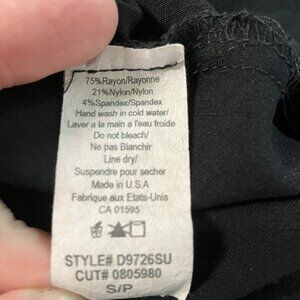 75%Rayon/Rayonne
21%Nylon/Nylon
4%Spandex/Spandex
Hand wash in cold water/
Laver a la main a l'eau froide
Do not bleach/
Ne pas Blanchir
Line dry/
Suspendre pour secher
Made in U.S.A
Fabrique aux Etats-Unis
CA 01595
STYLE# D9726SU
CUT# 0805980
S/P